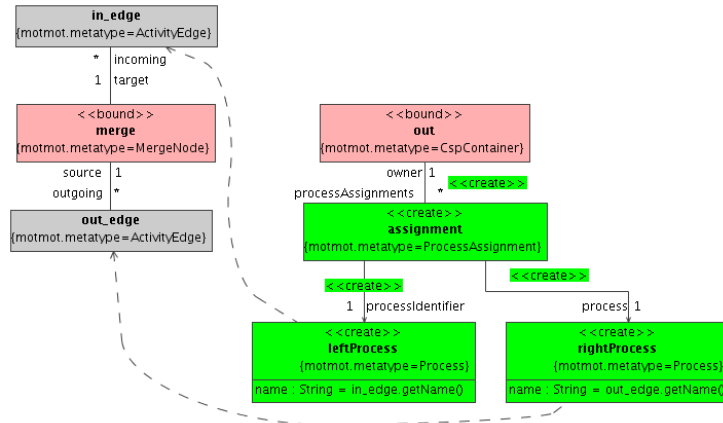 in_edge
{motmot.metatype=ActivityEdge}
* incoming
1 target
<<bound>>
merge
{motmot.metatype=MergeNode}
<<bound>>
out
{motmot.metatype=CspContainer}
source 1
outgoing *
owner 1
processAssignments * <<create>>
out_edge
{motmot.metatype=ActivityEdge}
<<create>>
assignment
{motmot.metatype=ProcessAssignment}
<<create>>
<<create>>
1 processIdentifier
process 1
<<create>>
leftProcess
{motmot.metatype=Process}
name : String = in_edge.getName()
<<create>>
rightProcess
{motmot.metatype=Process}
name : String = out_edge.getName()